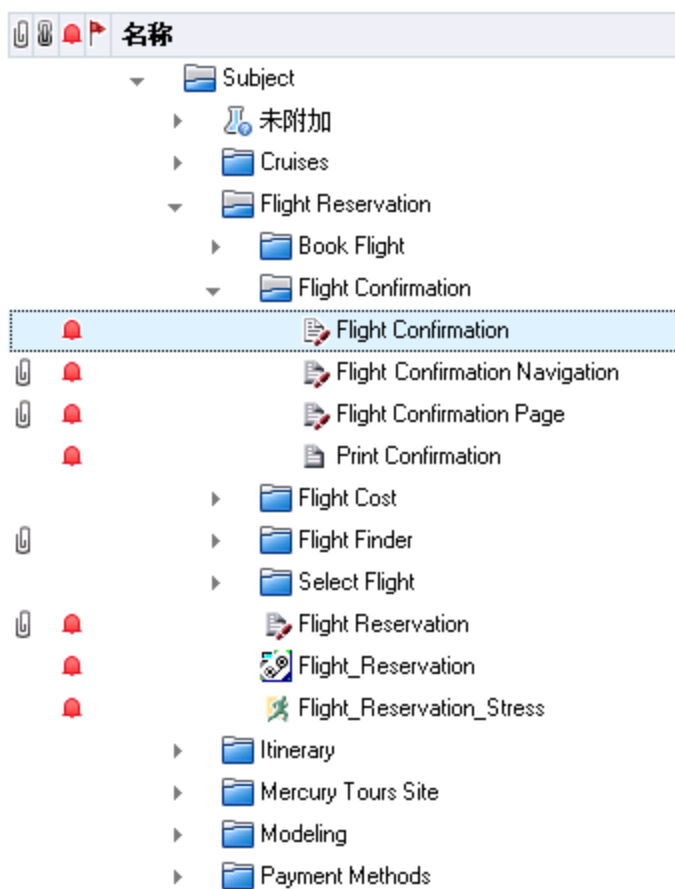 名称
Subject
未附加
Cruises
Flight Reservation
Book Flight
Flight Confirmation
Flight Confirmation
Flight Confirmation Navigation
Flight Confirmation Page
Print Confirmation
Flight Cost
Flight Finder
Select Flight
Flight Reservation
Flight_Reservation
Flight_Reservation_Stress
Itinerary
Mercury Tours Site
Modeling
Payment Methods